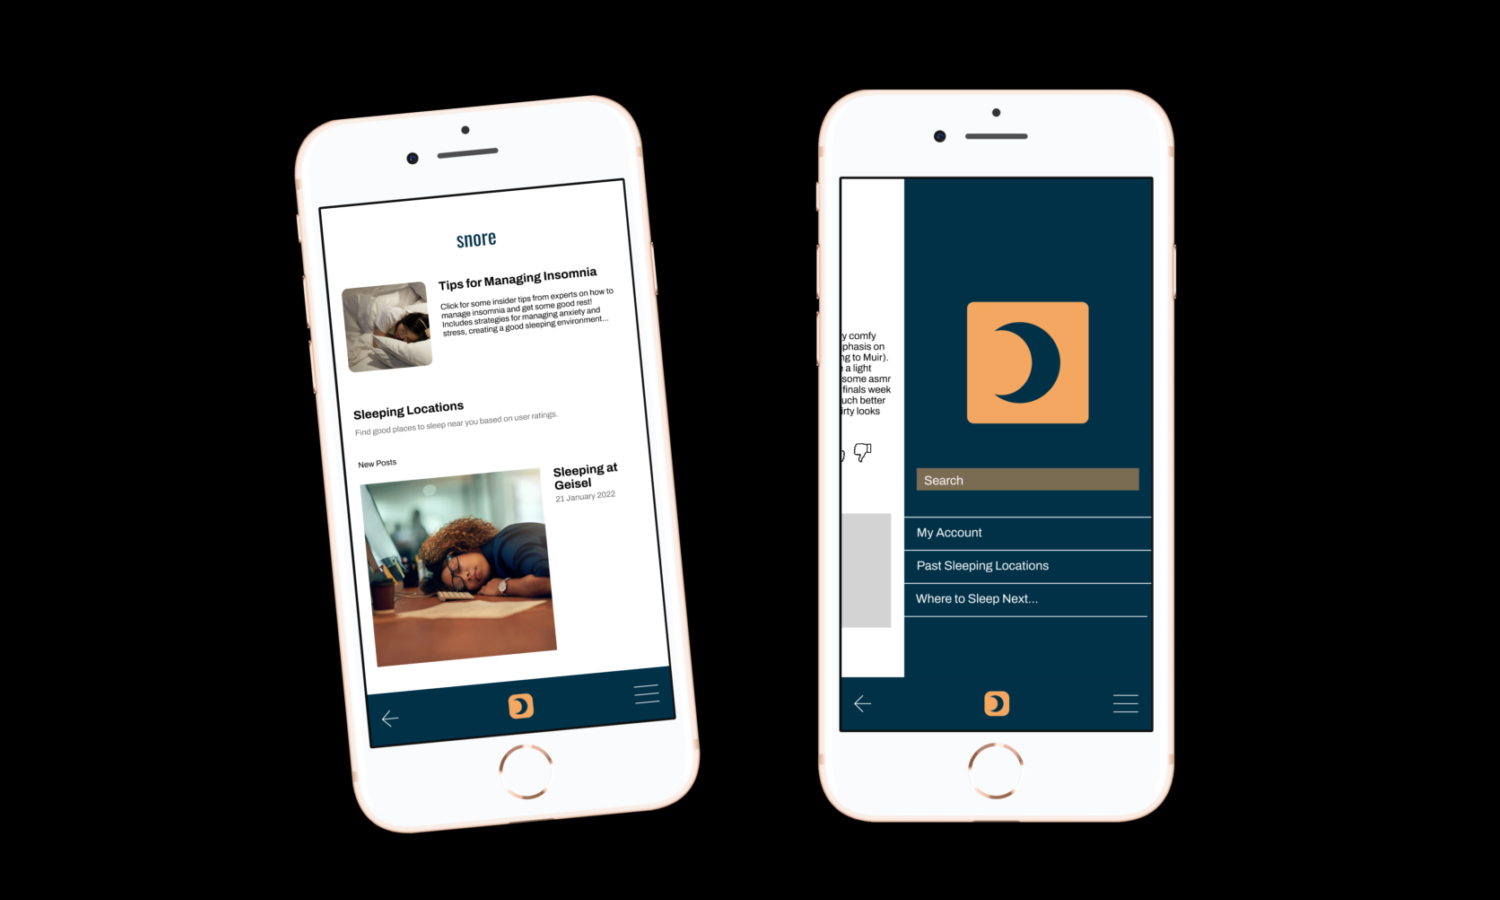 snore
Tips for Managing Insomnia
Click for some insider tips from experts on how to
manage insomnia and get some good rest!
Includes strategies for managing anxiety and
stress, creating a good sleeping environment...
Sleeping Locations
Find good places to sleep near you based on user ratings.
New Posts
Sleeping at
Geisel
21 January 2022
y comfy
phasis on
ng to Muir).
a light
some asmr
finals week
uch better
irty looks
Search
My Account
Past Sleeping Locations
Where to Sleep Next...